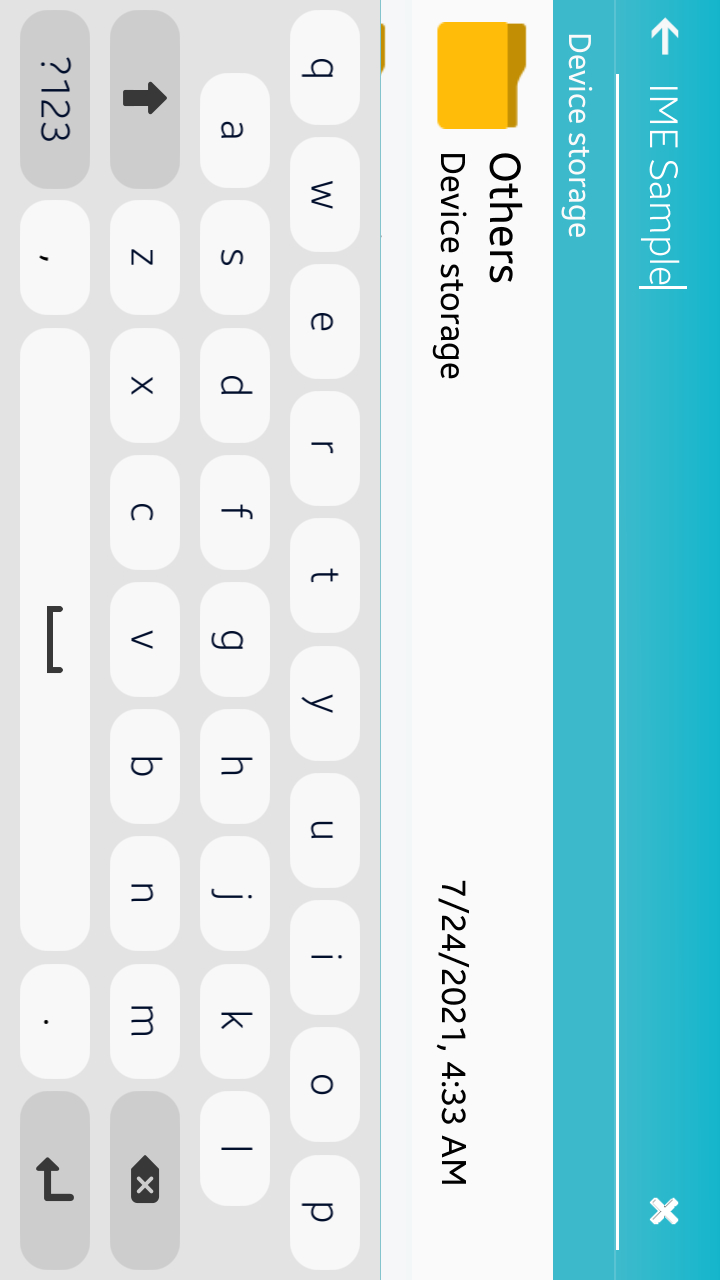 IME Sample
Device storage
Others
Device storage
7/24/2021, 4:33 AM
q w e r t y u i o p
a s d f g h j k l
z x c v b n m
?123 , .